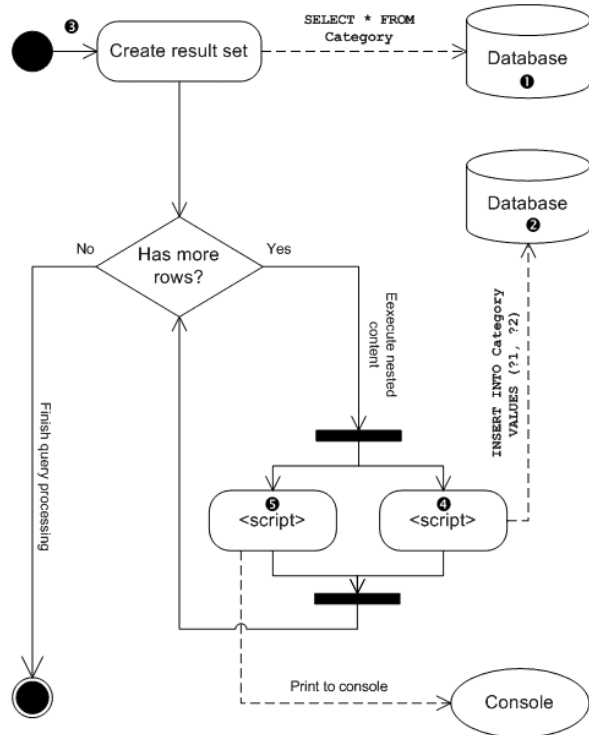 ❸
Create result set
SELECT * FROM
Category
Database
❶
Database
❷
No
Has more
rows?
Yes
Eexecute nested
content
INSERT INTO Category
VALUES (?1, ?2)
Finish query processing
❺
<script>
❹
<script>
Print to console
Console